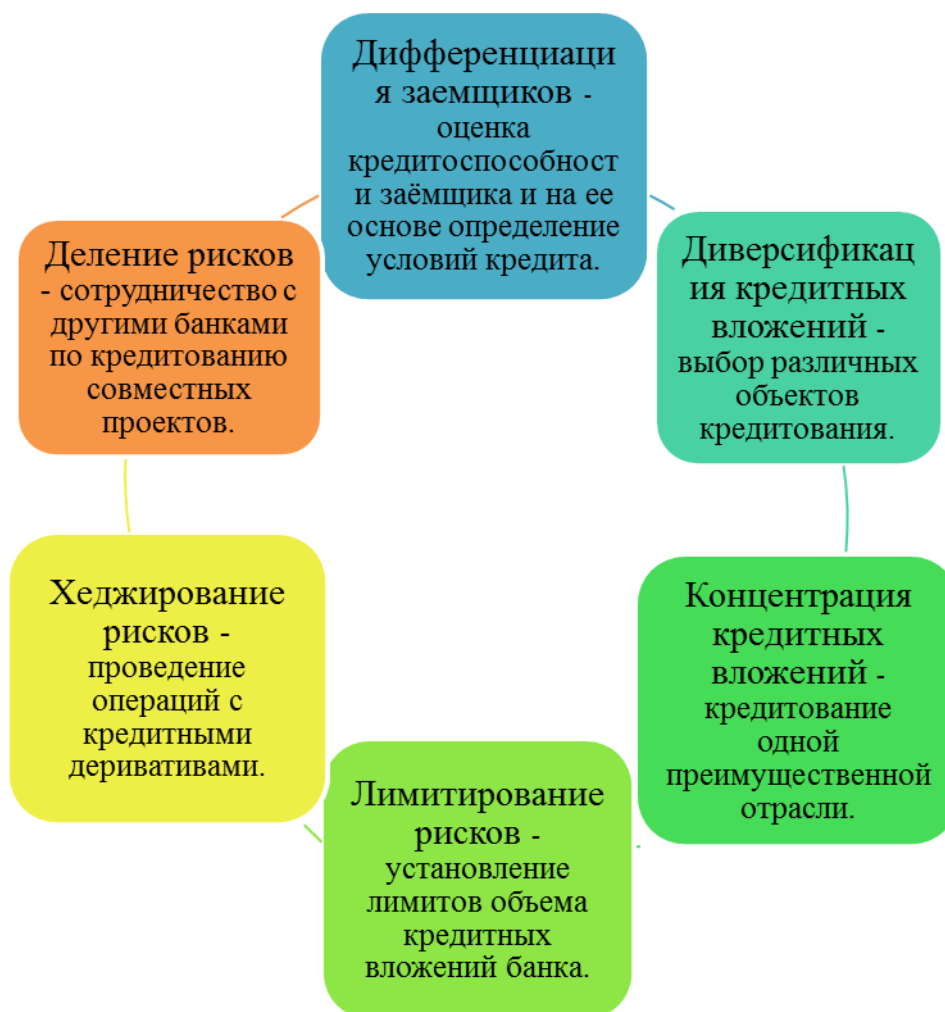 Дифференциаци
я заемщиков -
оценка
кредитоспособност
и заёмщика и на ее
основе определение
условий кредита.
Диверсификац
ия кредитных
вложений -
выбор различных
объектов
кредитования.
Концентрация
кредитных
вложений -
кредитование
одной
преимущественной
отрасли.
Лимитирование
рисков -
установление
лимитов объема
кредитных
вложений банка.
Хеджирование
рисков -
проведение
операций с
кредитными
деривативами.
Деление рисков
- сотрудничество с
другими банками
по кредитованию
совместных
проектов.